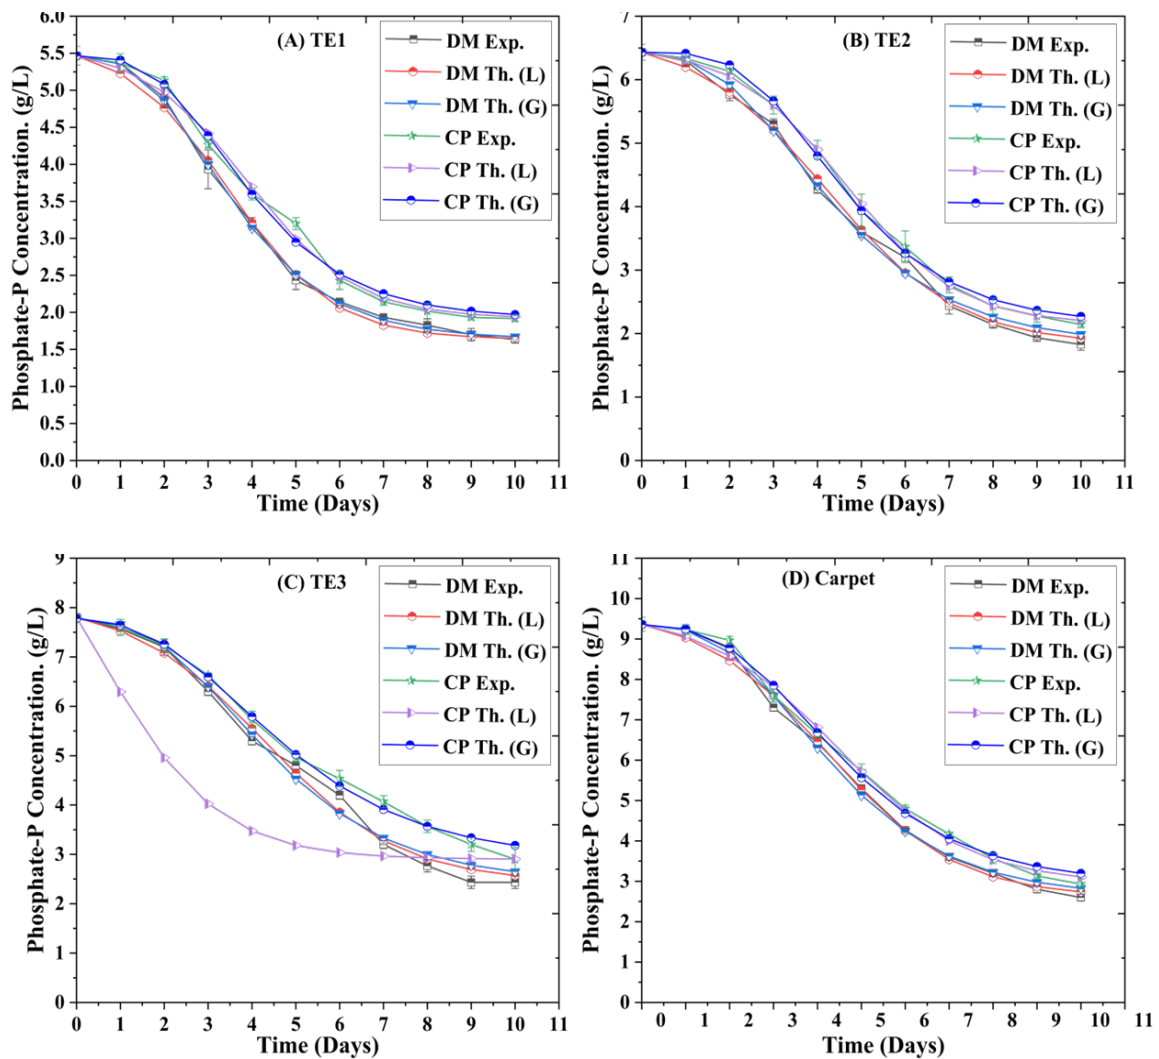 (A) TE1
DM Exp.
DM Th. (L)
DM Th. (G)
CP Exp.
CP Th. (L)
CP Th. (G)
Phosphate-P Concentration. (g/L)
6.0
5.5
5.0
4.5
4.0
3.5
3.0
2.5
2.0
1.5
1.0
0.5
0.0
0 1 2 3 4 5 6 7 8 9 10 11
Time (Days)
(B) TE2
DM Exp.
DM Th. (L)
DM Th. (G)
CP Exp.
CP Th. (L)
CP Th. (G)
Phosphate-P Concentration. (g/L)
7
6
5
4
3
2
1
0
0 1 2 3 4 5 6 7 8 9 10 11
Time (Days)
(C) TE3
DM Exp.
DM Th. (L)
DM Th. (G)
CP Exp.
CP Th. (L)
CP Th. (G)
Phosphate-P Concentration. (g/L)
9
8
7
6
5
4
3
2
1
0
0 1 2 3 4 5 6 7 8 9 10 11
Time (Days)
(D) Carpet
DM Exp.
DM Th. (L)
DM Th. (G)
CP Exp.
CP Th. (L)
CP Th. (G)
Phosphate-P Concentration. (g/L)
11
10
9
8
7
6
5
4
3
2
1
0
0 1 2 3 4 5 6 7 8 9 10 11
Time (Days)